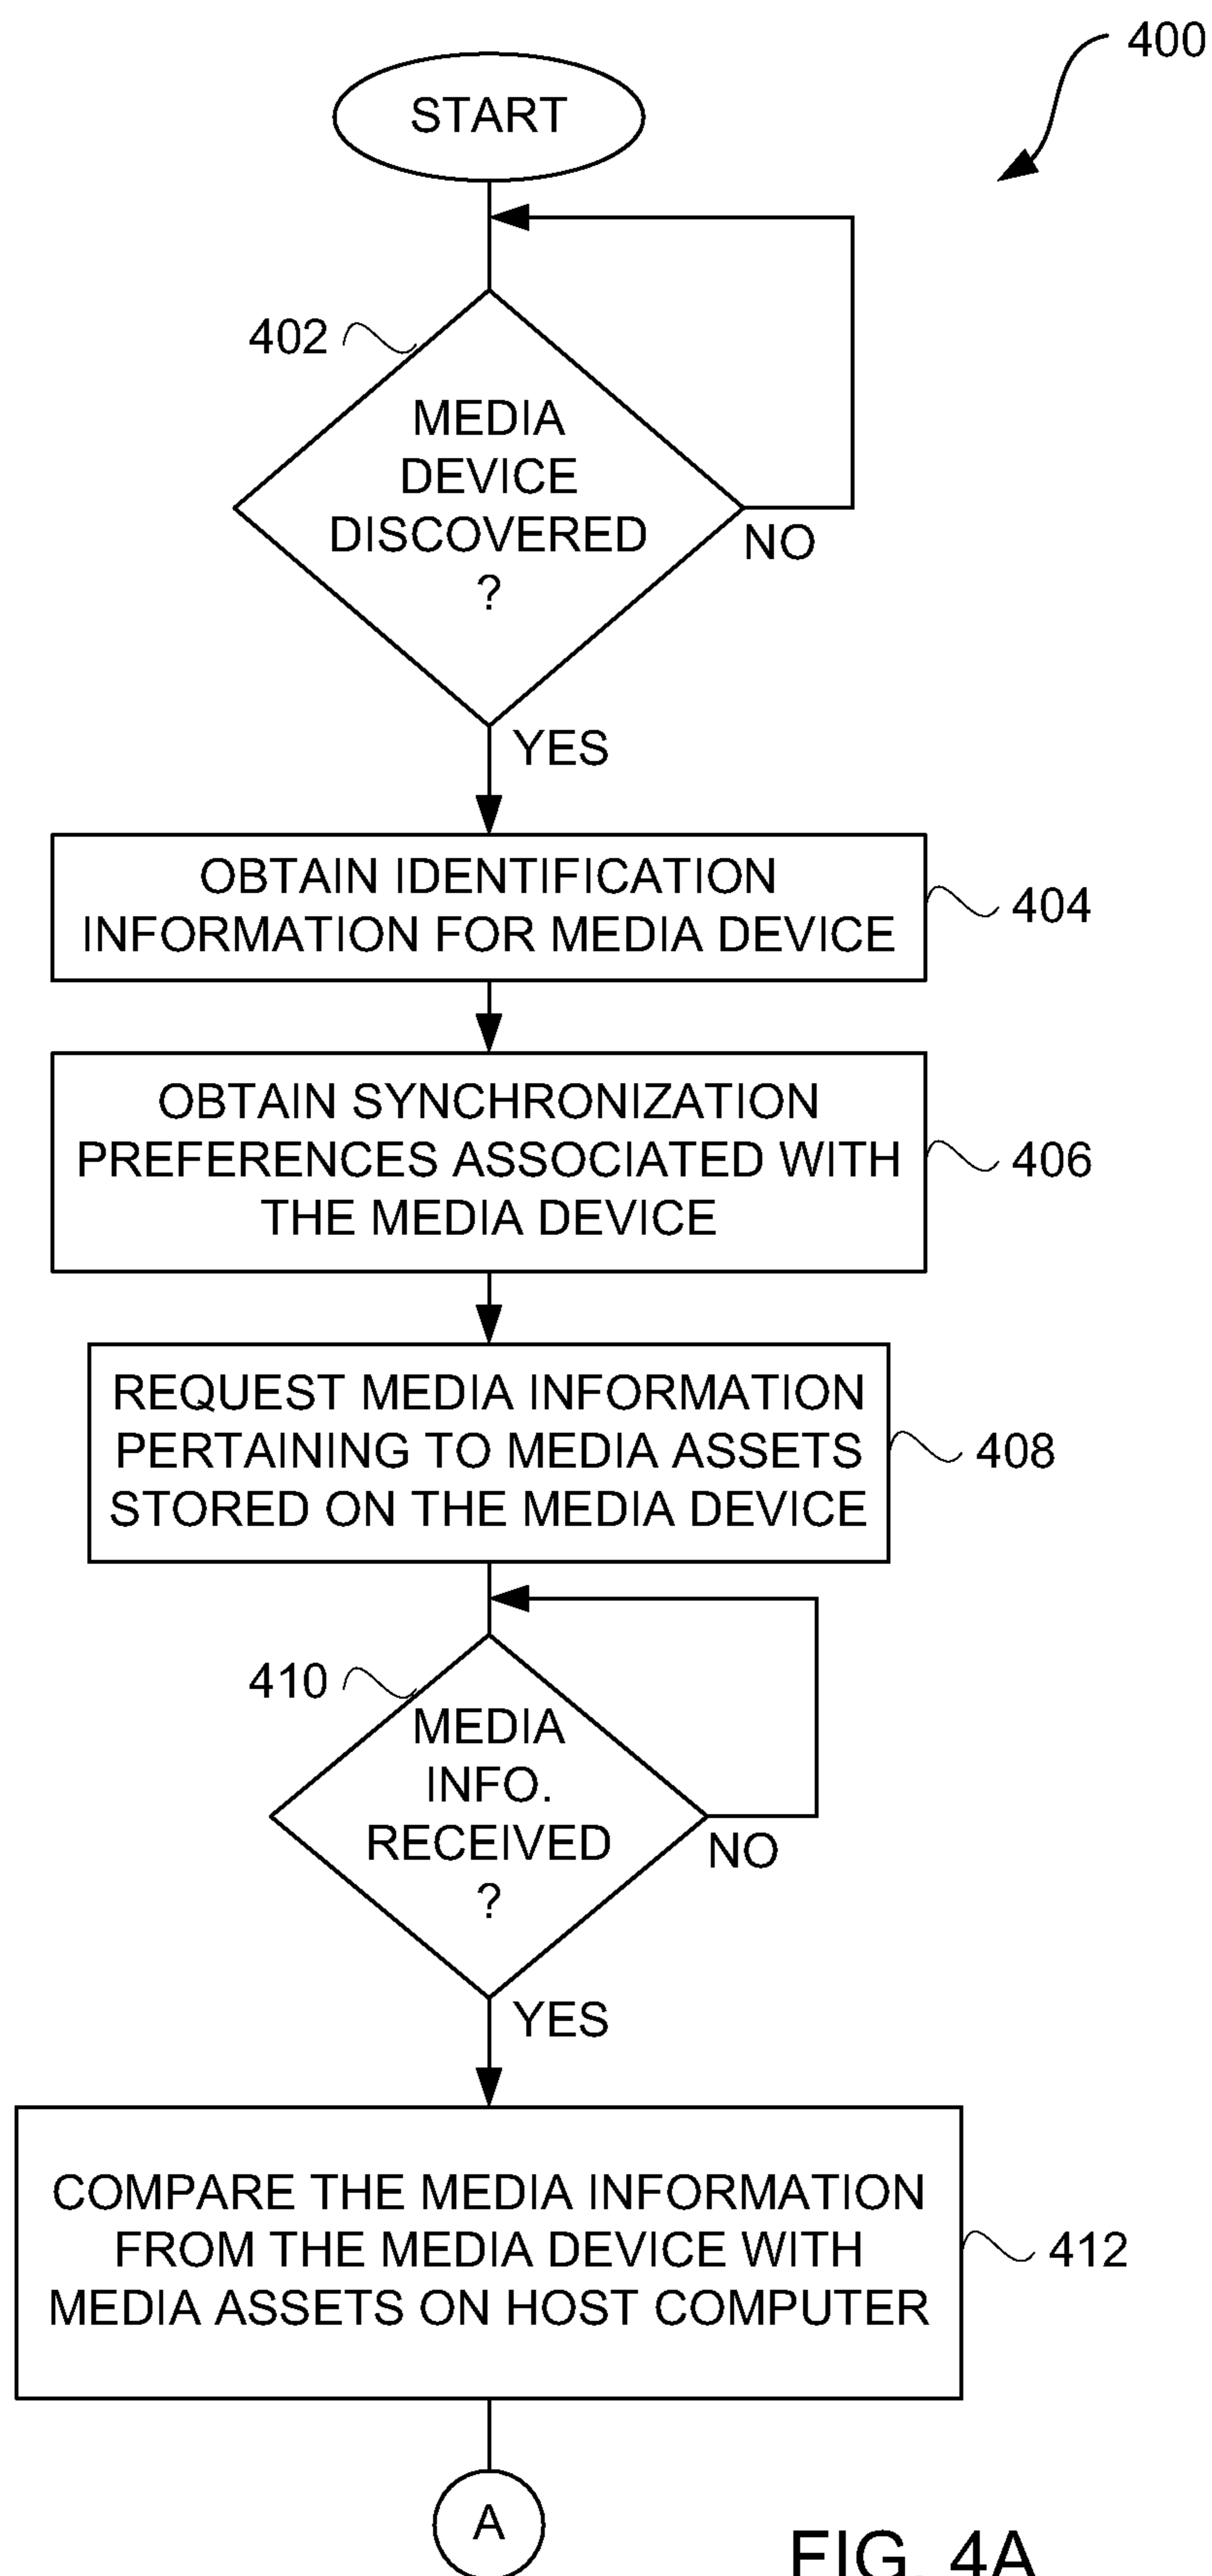 400
START
402
MEDIA
DEVICE
DISCOVERED
?
NO
YES
OBTAIN IDENTIFICATION
INFORMATION FOR MEDIA DEVICE
404
OBTAIN SYNCHRONIZATION
PREFERENCES ASSOCIATED WITH
THE MEDIA DEVICE
406
REQUEST MEDIA INFORMATION
PERTAINING TO MEDIA ASSETS
STORED ON THE MEDIA DEVICE
408
410
MEDIA
INFO.
RECEIVED
?
NO
YES
COMPARE THE MEDIA INFORMATION
FROM THE MEDIA DEVICE WITH
MEDIA ASSETS ON HOST COMPUTER
412
A
FIG. 4A